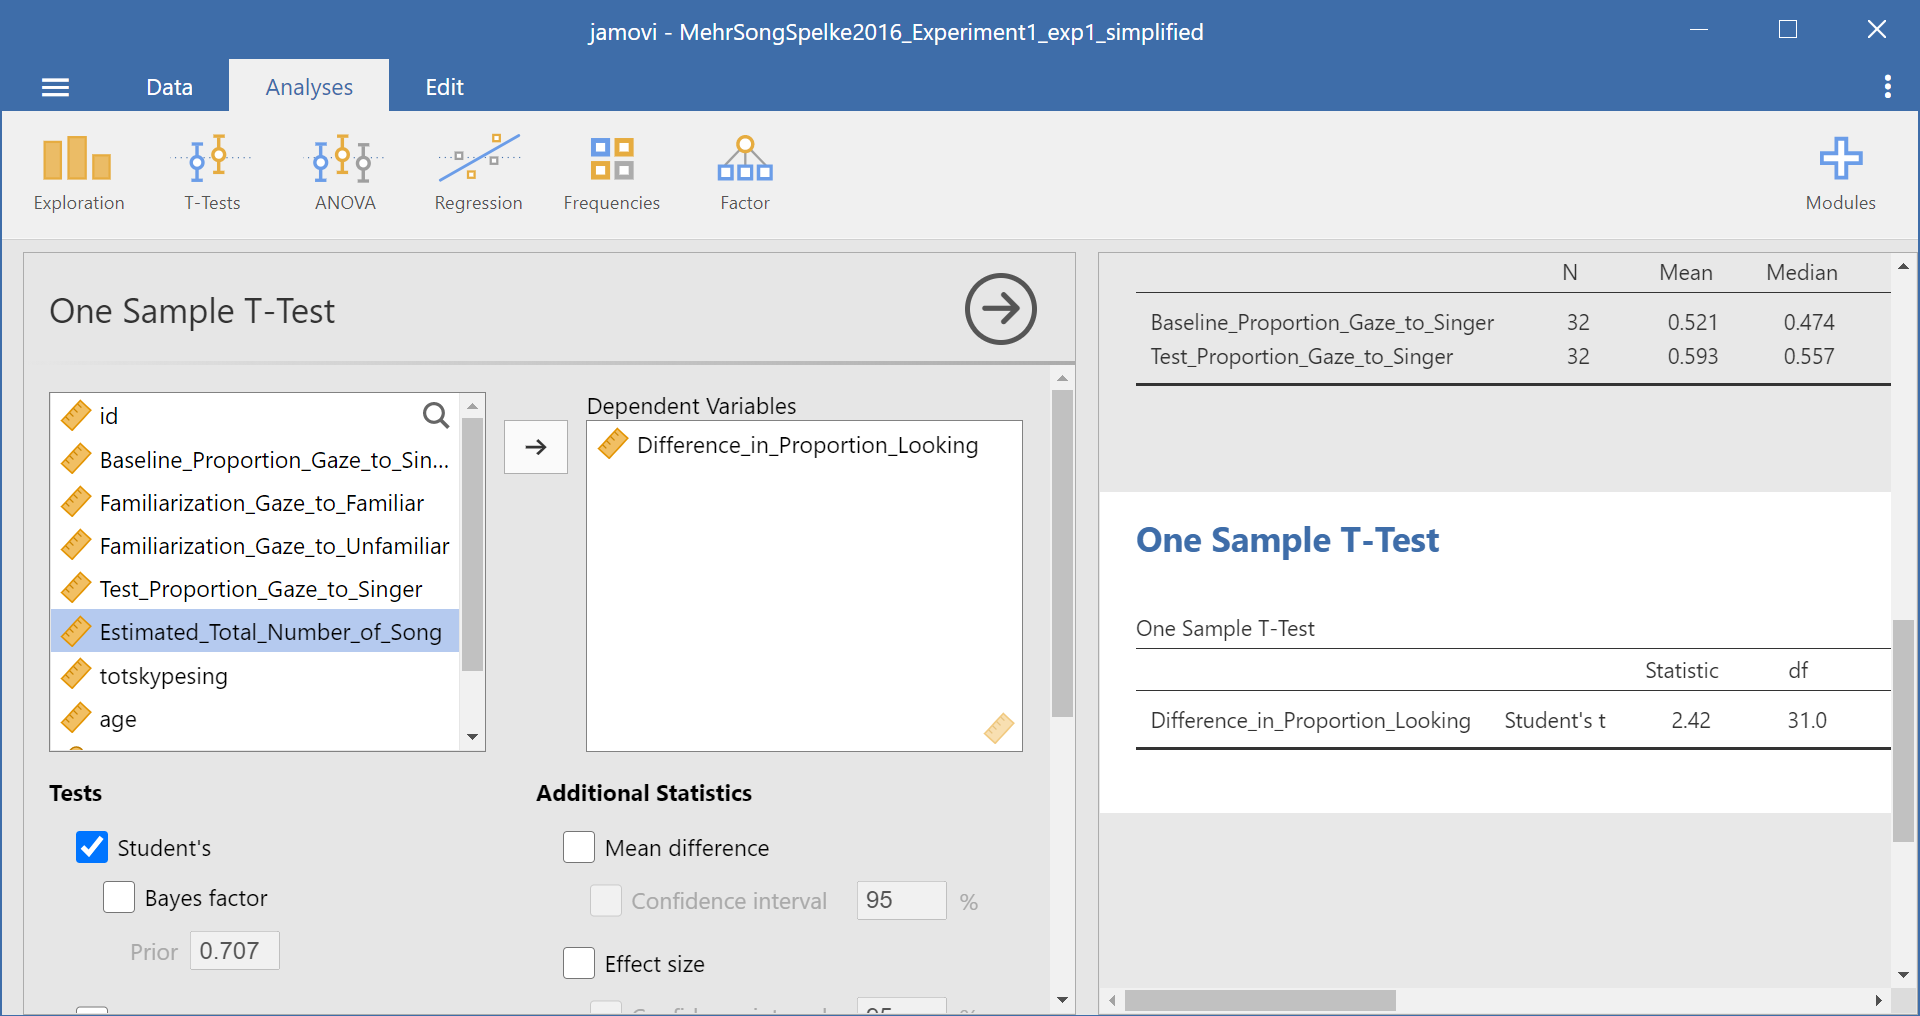 jamovi - MehrSongSpelke2016_Experiment1_exp1_simplified
Data Analyses Edit
Exploration T-Tests ANOVA Regression Frequencies Factor Modules
One Sample T-Test
id
Baseline_Proportion_Gaze_to_Sin...
Familiarization_Gaze_to_Familiar
Familiarization_Gaze_to_Unfamiliar
Test_Proportion_Gaze_to_Singer
Estimated_Total_Number_of_Song
totskypesing
age
Dependent Variables
Difference_in_Proportion_Looking
Tests
Student's
Bayes factor
Prior 0.707
Additional Statistics
Mean difference
Confidence interval 95 %
Effect size
Confidence interval 95 %
N Mean Median
Baseline_Proportion_Gaze_to_Singer 32 0.521 0.474
Test_Proportion_Gaze_to_Singer 32 0.593 0.557
One Sample T-Test
One Sample T-Test
Statistic df
Difference_in_Proportion_Looking Student's t 2.42 31.0